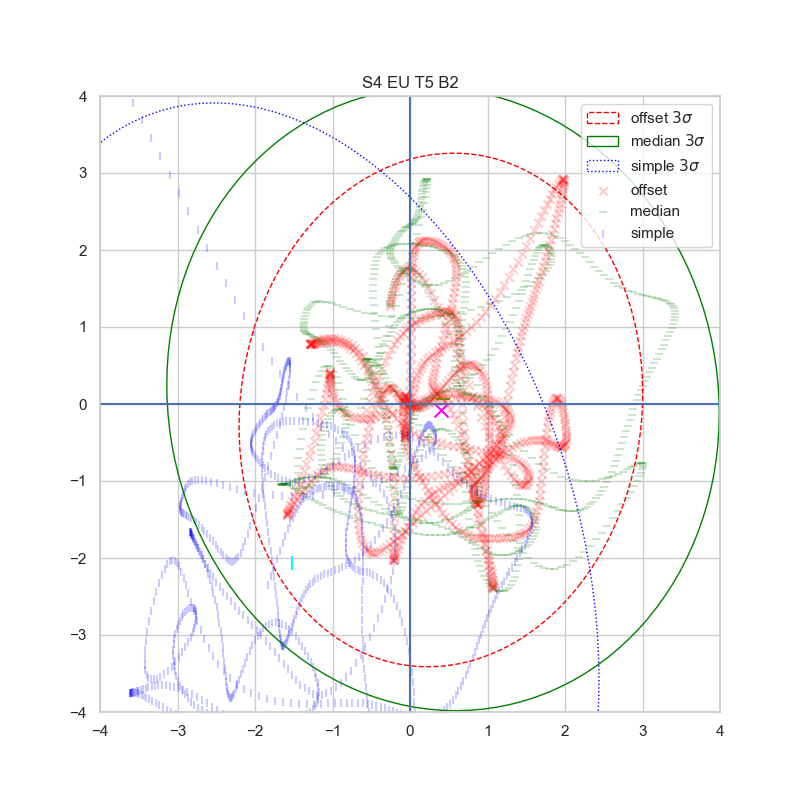 S4 EU T5 B2
offset 3σ
median 3σ
simple 3σ
offset
median
simple
4
3
2
1
0
−1
−2
−3
−4
−4 −3 −2 −1 0 1 2 3 4